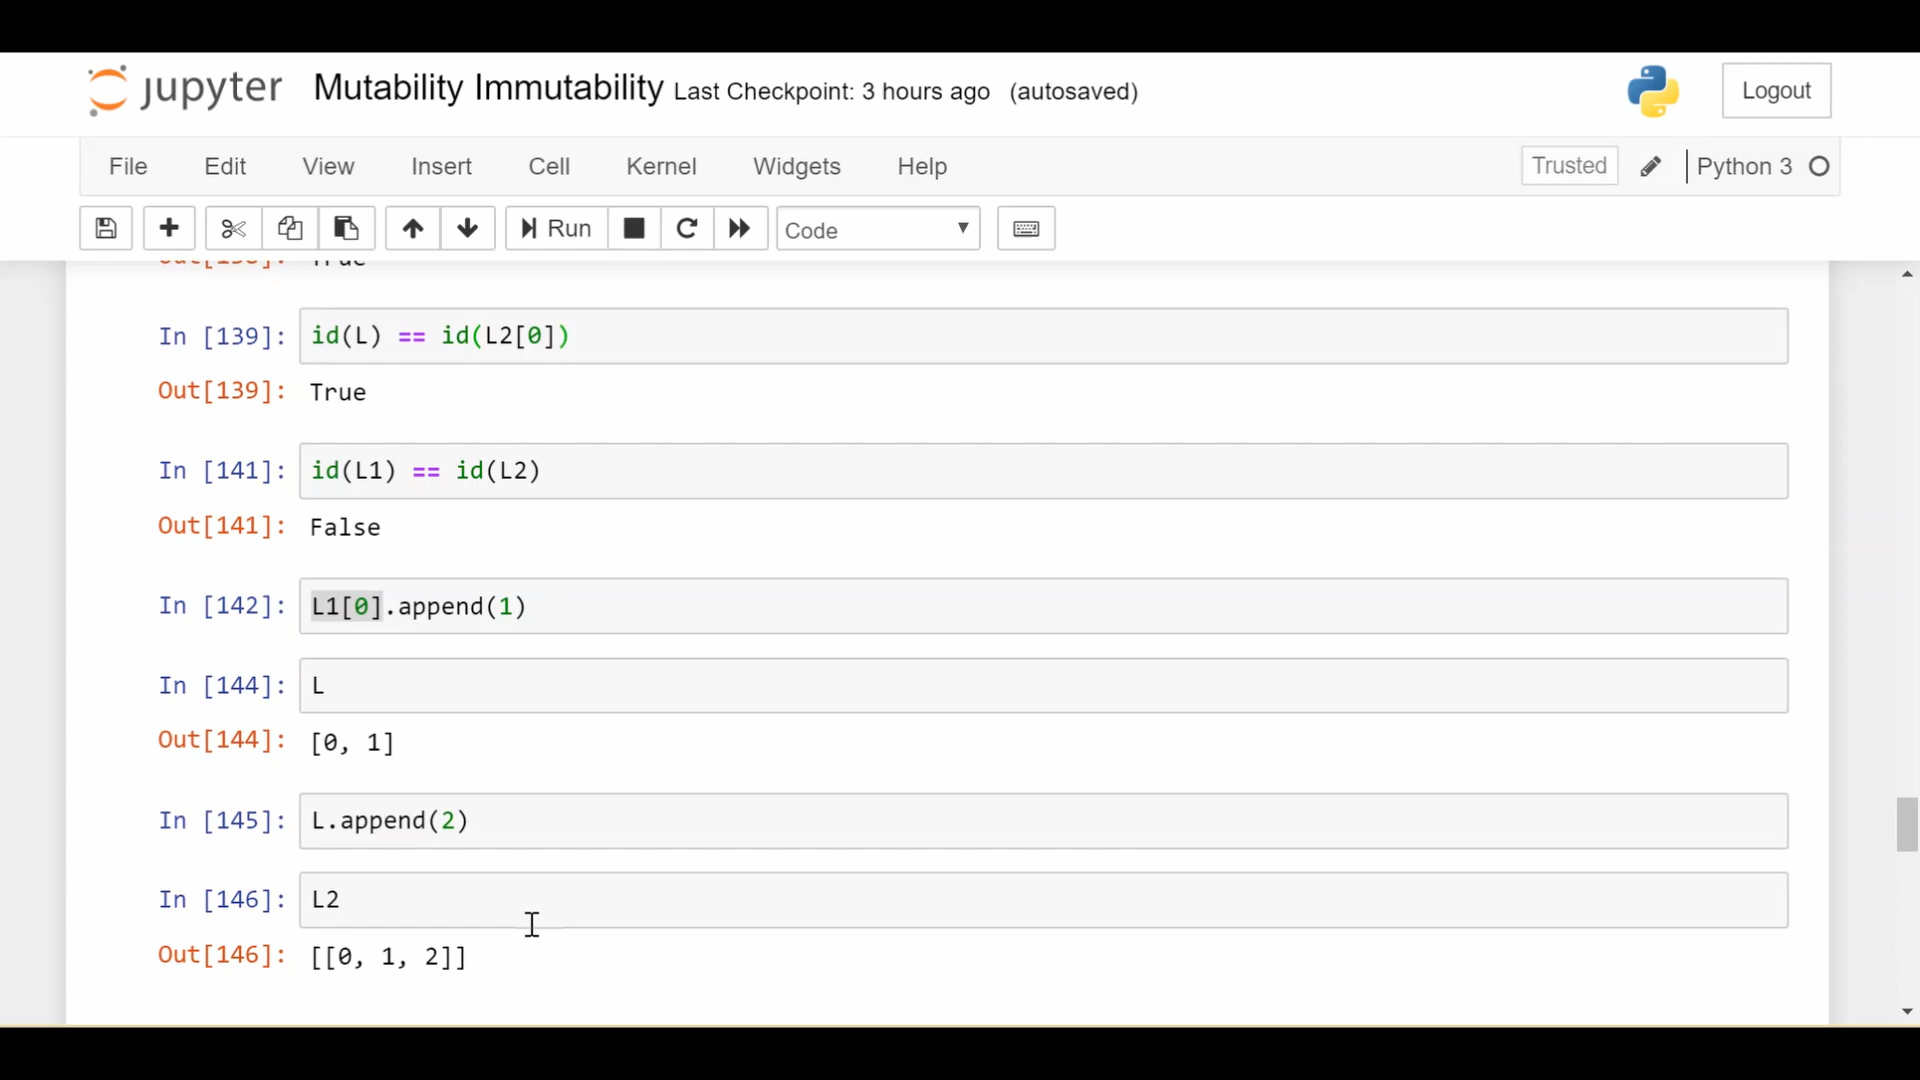 jupyter Mutability Immutability Last Checkpoint: 3 hours ago (autosaved) Logout
File Edit View Insert Cell Kernel Widgets Help Trusted Python 3
Run Code
Out[138]: True
In [139]: id(L) == id(L2[0])
Out[139]: True
In [141]: id(L1) == id(L2)
Out[141]: False
In [142]: L1[0].append(1)
In [144]: L
Out[144]: [0, 1]
In [145]: L.append(2)
In [146]: L2
Out[146]: [[0, 1, 2]]